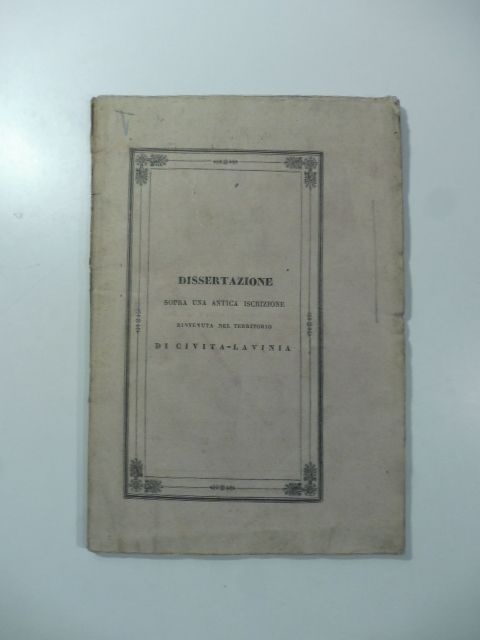 V
DISSERTAZIONE
SOPRA UNA ANTICA ISCRIZIONE
RINVENUTA NEL TERRITORIO
DI CIVITA-LAVINIA